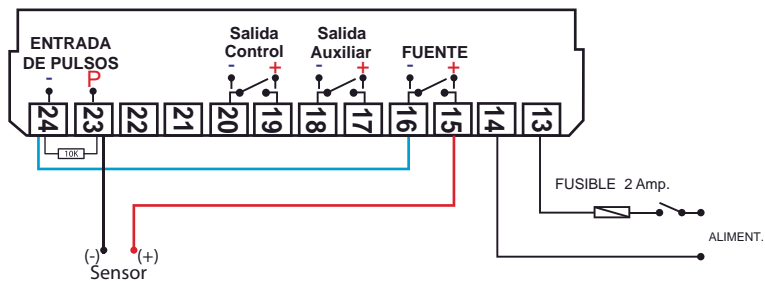 ENTRADA
DE PULSOS
- P
Salida
Control
- +
Salida
Auxiliar
- +
FUENTE
- +
24 23 22 21 20 19 18 17 16 15 14 13
10K
FUSIBLE 2 Amp.
ALIMENT.
(-) (+)
Sensor